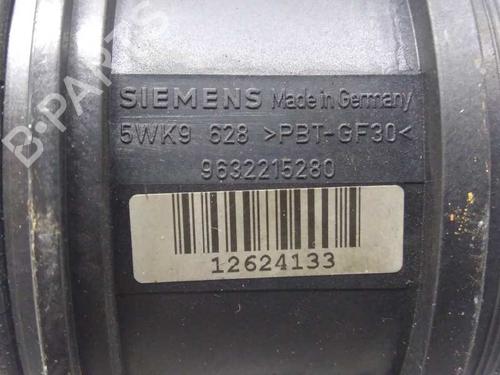 B-PARTS
SIEMENS Made in Germany
5WK9 628 >PBT-GF30<
9632215280
12624133